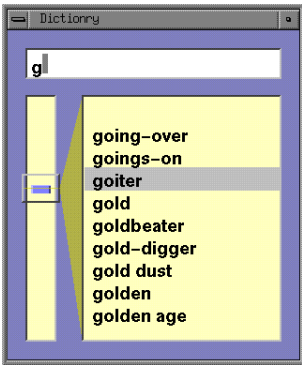 Dictionry
g
going-over
goings-on
goiter
gold
goldbeater
gold-digger
gold dust
golden
golden age